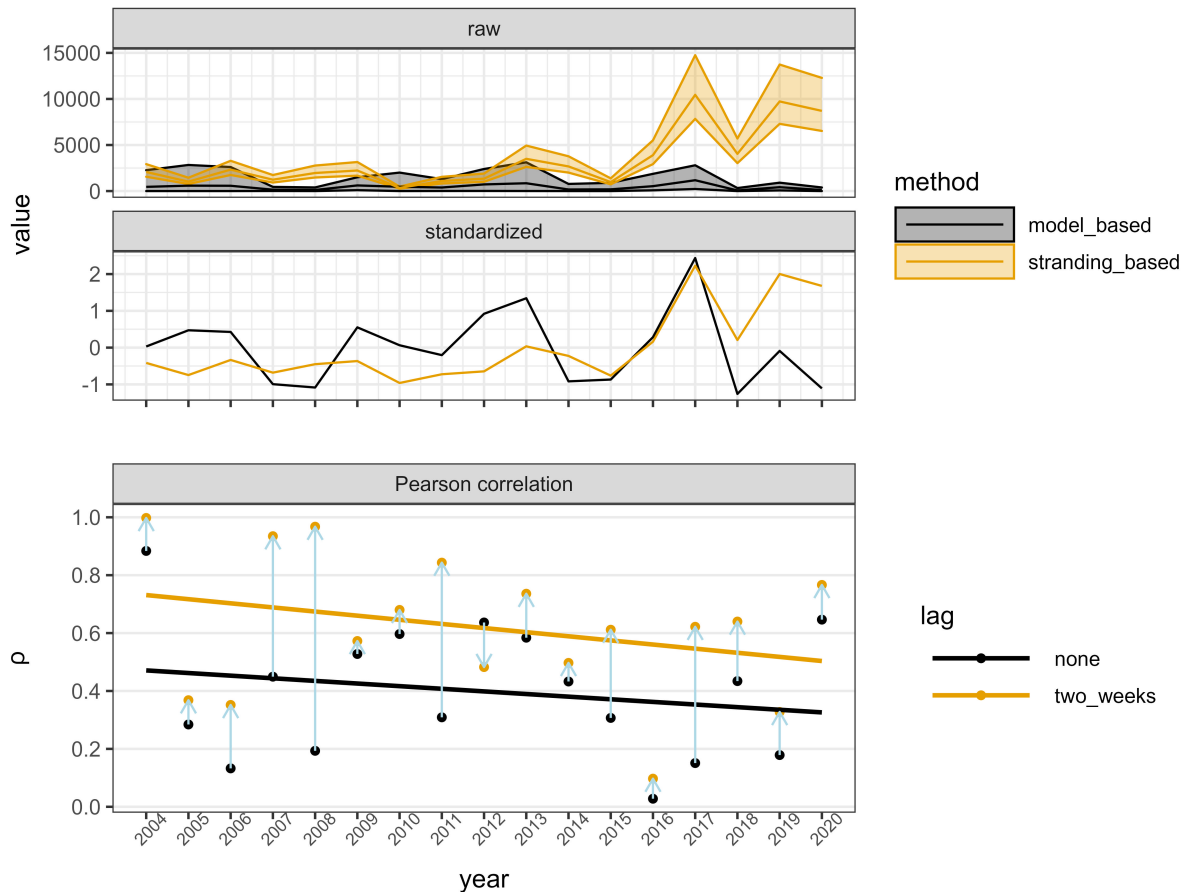 raw
15000
10000
5000
0
standardized
2
1
0
-1
value
method
model_based
stranding_based
Pearson correlation
1.0
0.8
0.6
0.4
0.2
0.0
ρ
2004 2005 2006 2007 2008 2009 2010 2011 2012 2013 2014 2015 2016 2017 2018 2019 2020
year
lag
none
two_weeks